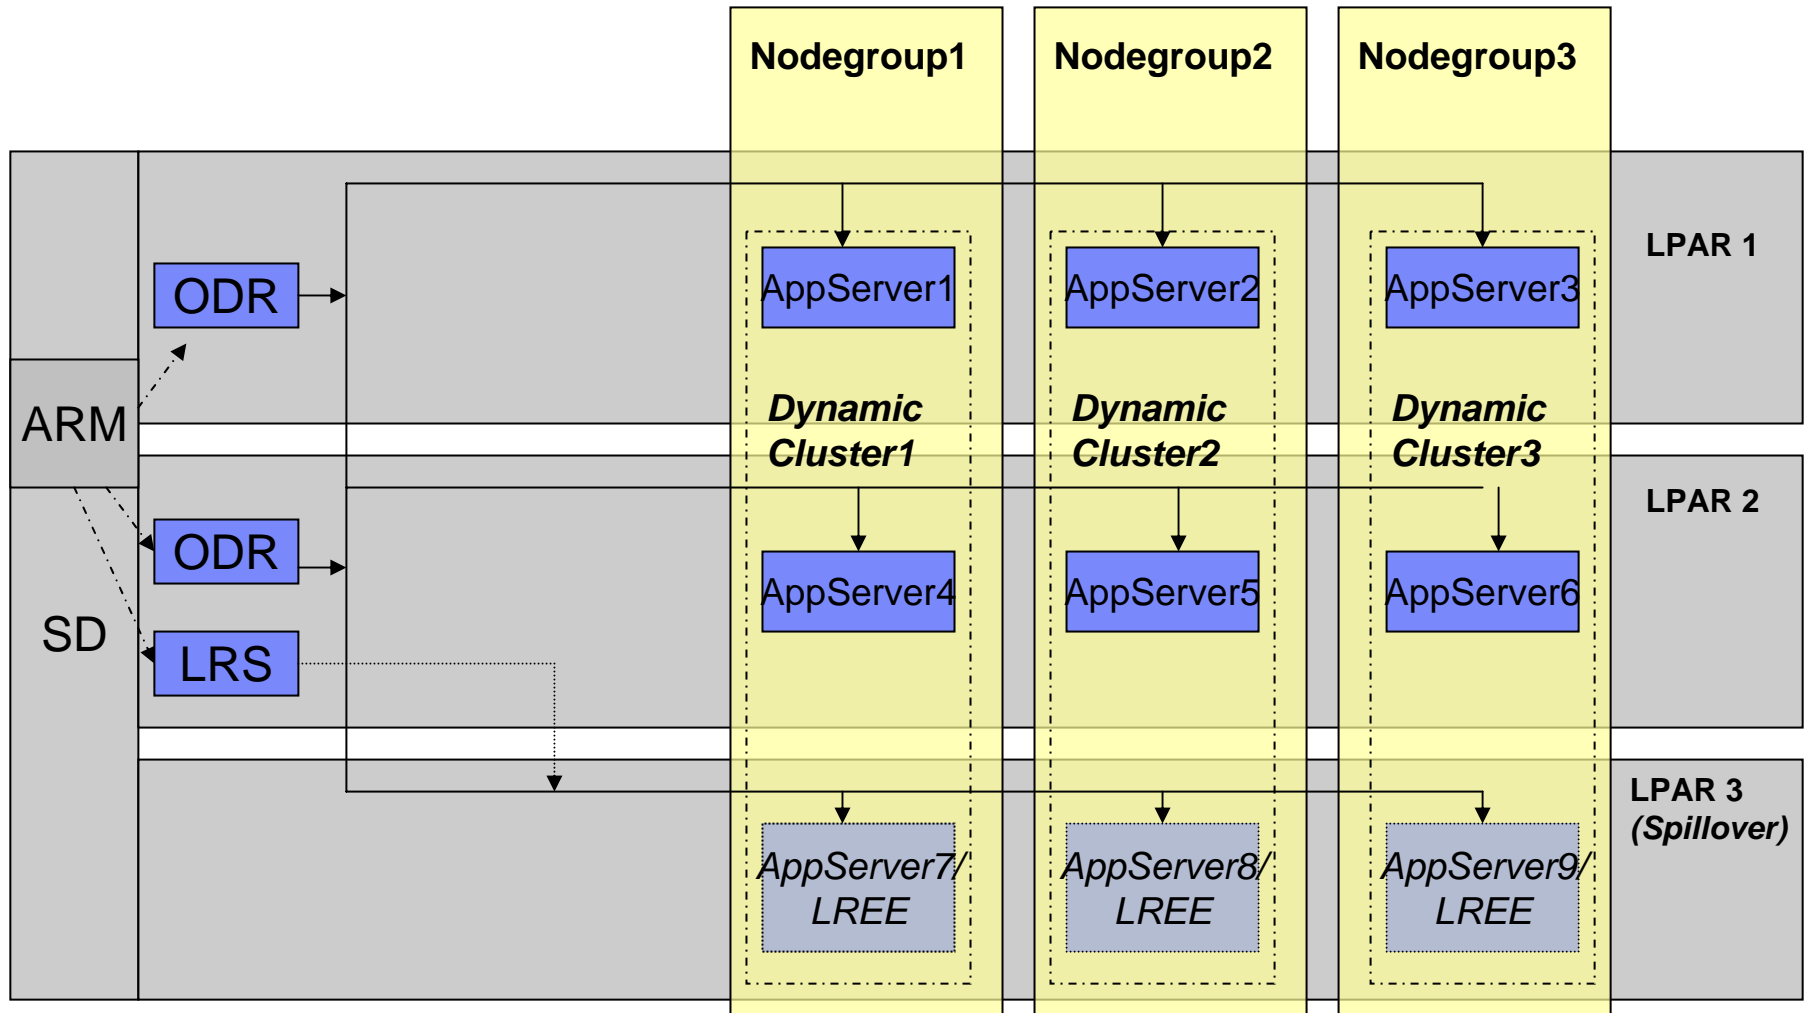 Nodegroup1
Nodegroup2
Nodegroup3
LPAR 1
ODR
AppServer1
AppServer2
AppServer3
ARM
Dynamic
Cluster1
Dynamic
Cluster2
Dynamic
Cluster3
LPAR 2
ODR
AppServer4
AppServer5
AppServer6
SD
LRS
LPAR 3
(Spillover)
AppServer7/
LREE
AppServer8/
LREE
AppServer9/
LREE